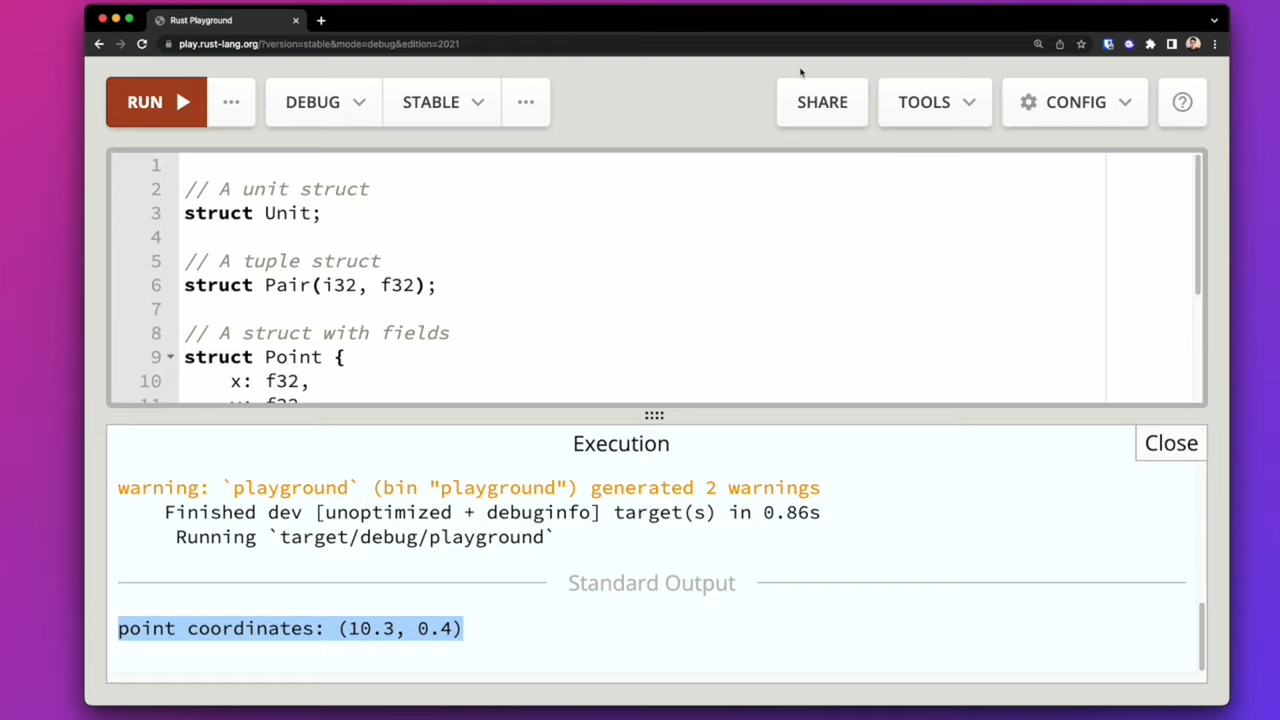 Rust Playground
play.rust-lang.org/?version=stable&mode=debug&edition=2021
RUN ... DEBUG STABLE ... SHARE TOOLS CONFIG ?
1
2 // A unit struct
3 struct Unit;
4
5 // A tuple struct
6 struct Pair(i32, f32);
7
8 // A struct with fields
9 struct Point {
10 x: f32,
11 y: f32,
Execution Close
warning: `playground` (bin "playground") generated 2 warnings
Finished dev [unoptimized + debuginfo] target(s) in 0.86s
Running `target/debug/playground`
Standard Output
point coordinates: (10.3, 0.4)